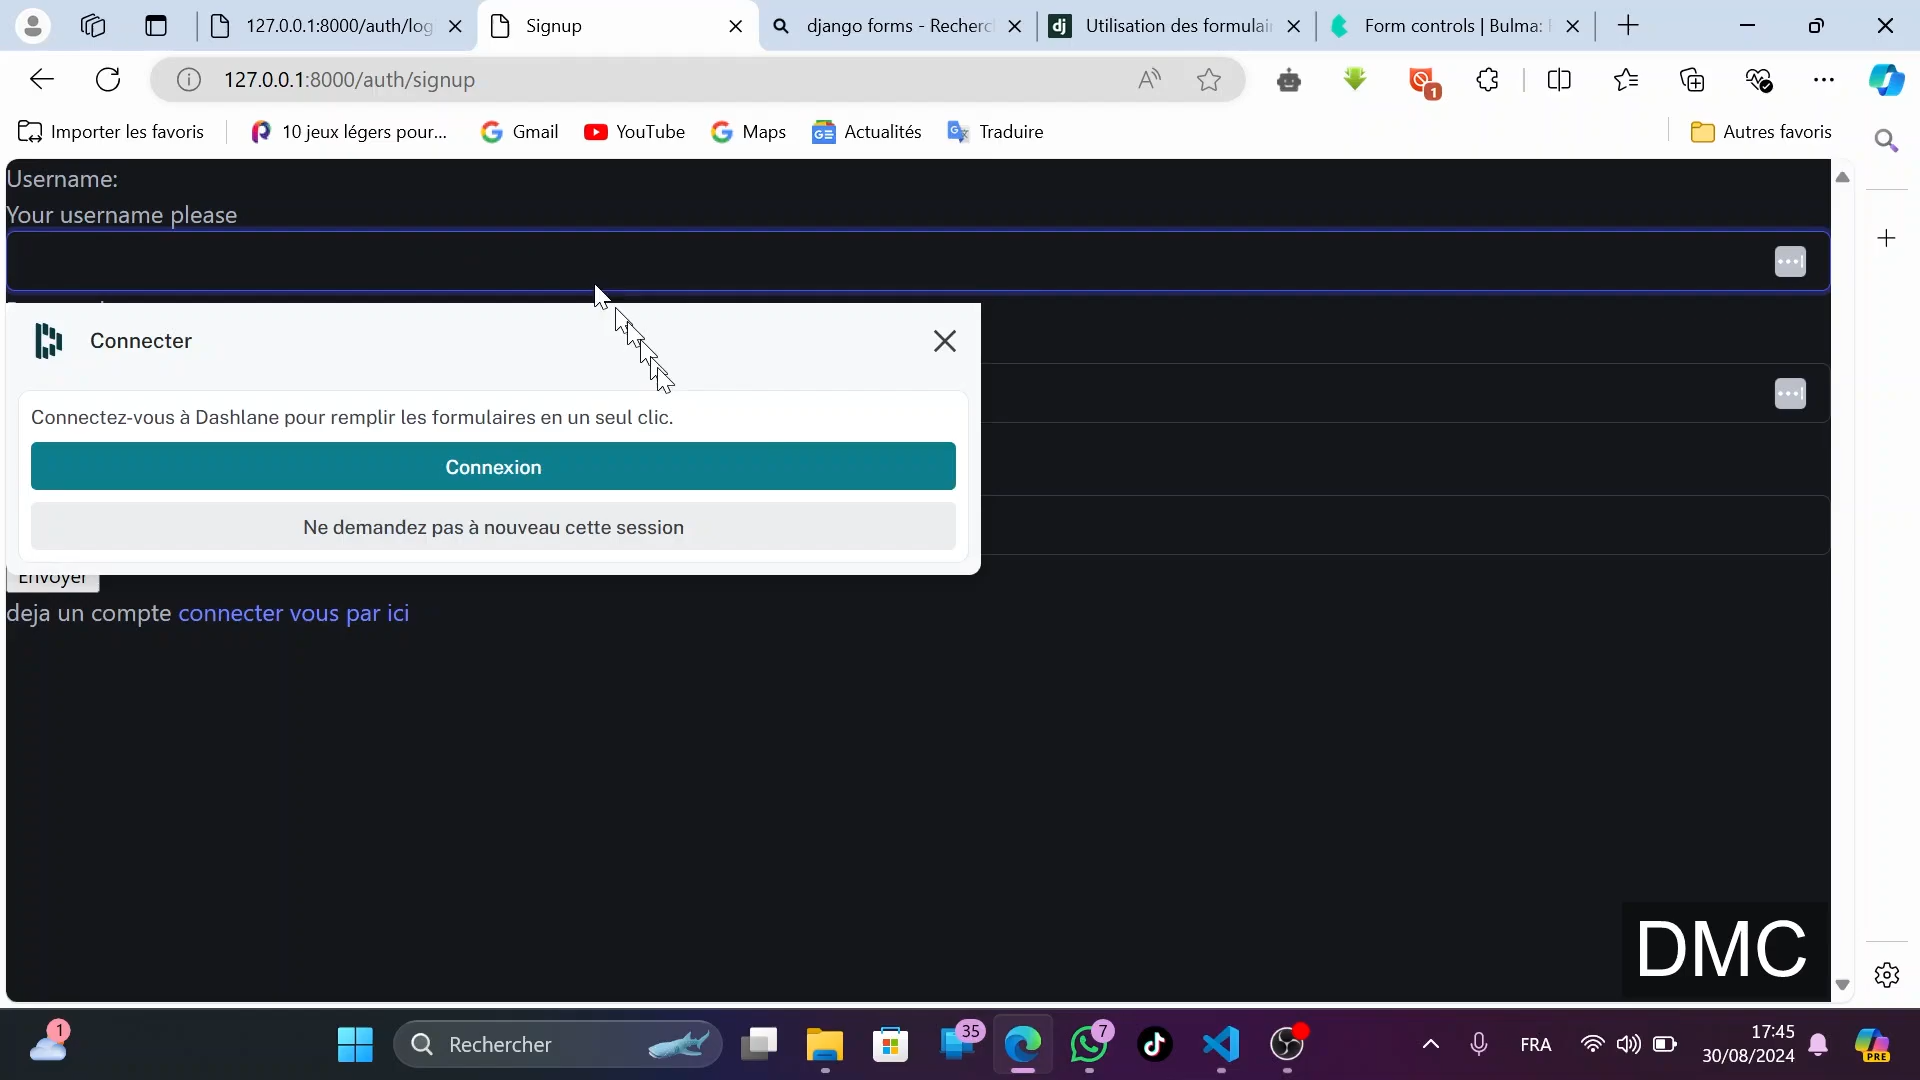 127.0.0.1:8000/auth/log
Signup
django forms - Recherc
Utilisation des formulai
Form controls | Bulma:
127.0.0.1:8000/auth/signup
1
Importer les favoris
10 jeux légers pour...
Gmail
YouTube
Maps
Actualités
Traduire
Autres favoris
Username:
Your username please
Connecter
Connectez-vous à Dashlane pour remplir les formulaires en un seul clic.
Connexion
Ne demandez pas à nouveau cette session
Envoyer
deja un compte connecter vous par ici
DMC
1
Rechercher
35
7
FRA
17:45
30/08/2024
PRE